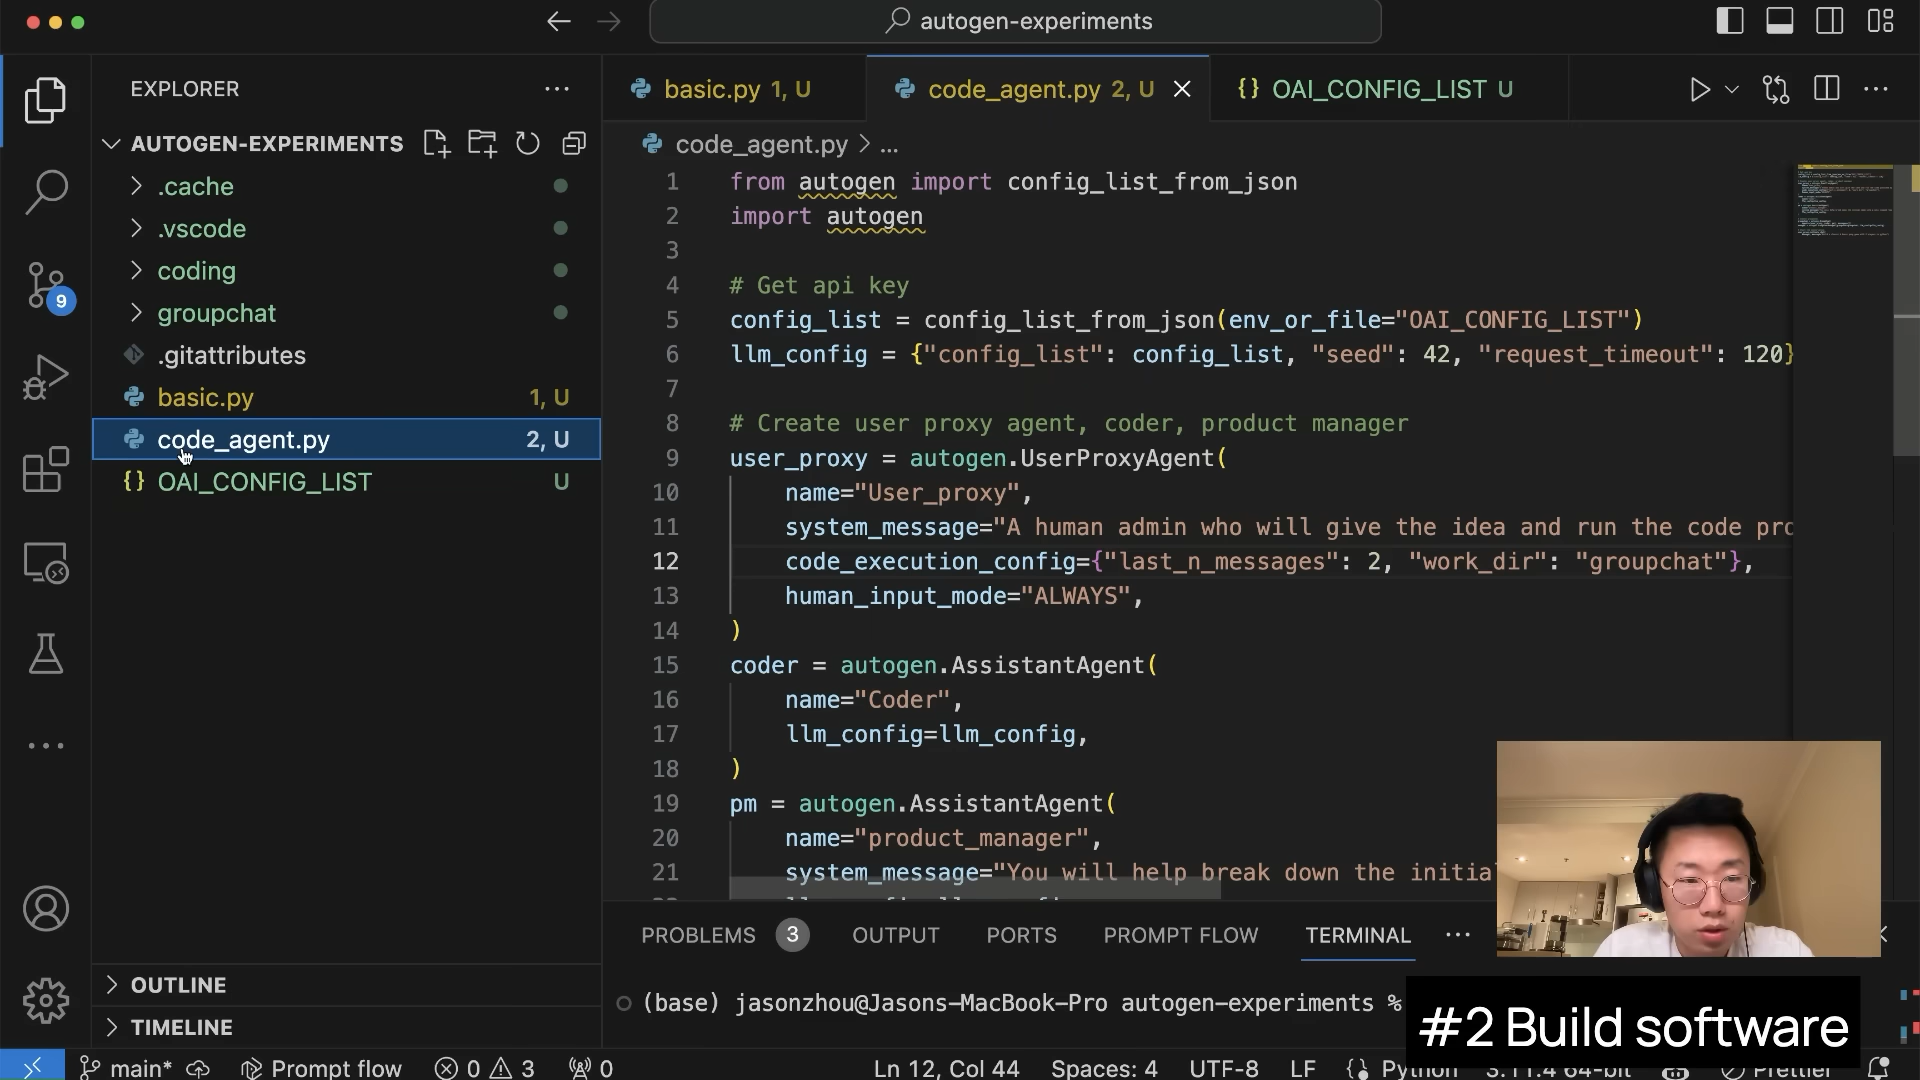 autogen-experiments
EXPLORER
basic.py 1, U
code_agent.py 2, U
OAI_CONFIG_LIST U
AUTOGEN-EXPERIMENTS
.cache
.vscode
coding
groupchat
.gitattributes
basic.py 1, U
code_agent.py 2, U
OAI_CONFIG_LIST U
9
code_agent.py > ...
1 from autogen import config_list_from_json
2 import autogen
3
4 # Get api key
5 config_list = config_list_from_json(env_or_file="OAI_CONFIG_LIST")
6 llm_config = {"config_list": config_list, "seed": 42, "request_timeout": 120}
7
8 # Create user proxy agent, coder, product manager
9 user_proxy = autogen.UserProxyAgent(
10 name="User_proxy",
11 system_message="A human admin who will give the idea and run the code pro
12 code_execution_config={"last_n_messages": 2, "work_dir": "groupchat"},
13 human_input_mode="ALWAYS",
14 )
15 coder = autogen.AssistantAgent(
16 name="Coder",
17 llm_config=llm_config,
18 )
19 pm = autogen.AssistantAgent(
20 name="product_manager",
21 system_message="You will help break down the initia
OUTLINE
TIMELINE
PROBLEMS 3 OUTPUT PORTS PROMPT FLOW TERMINAL
(base) jasonzhou@Jasons-MacBook-Pro autogen-experiments %
#2 Build software
main* Prompt flow 0 3 0 Ln 12, Col 44 Spaces: 4 UTF-8 LF Python 3.11.4 64-bit Prettier